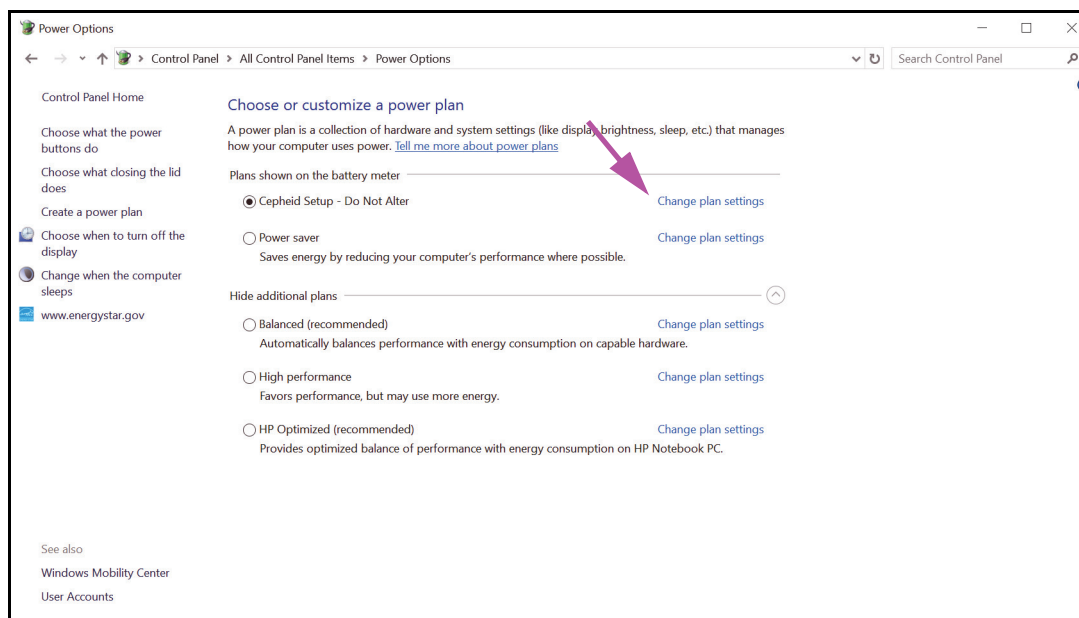 Power Options
Control Panel > All Control Panel Items > Power Options
Search Control Panel
Control Panel Home
Choose what the power
buttons do
Choose what closing the lid
does
Create a power plan
Choose when to turn off the
display
Change when the computer
sleeps
www.energystar.gov
See also
Windows Mobility Center
User Accounts
Choose or customize a power plan
A power plan is a collection of hardware and system settings (like display brightness, sleep, etc.) that manages
how your computer uses power. Tell me more about power plans
Plans shown on the battery meter
Cepheid Setup - Do Not Alter Change plan settings
Power saver Change plan settings
Saves energy by reducing your computer's performance where possible.
Hide additional plans
Balanced (recommended) Change plan settings
Automatically balances performance with energy consumption on capable hardware.
High performance Change plan settings
Favors performance, but may use more energy.
HP Optimized (recommended) Change plan settings
Provides optimized balance of performance with energy consumption on HP Notebook PC.